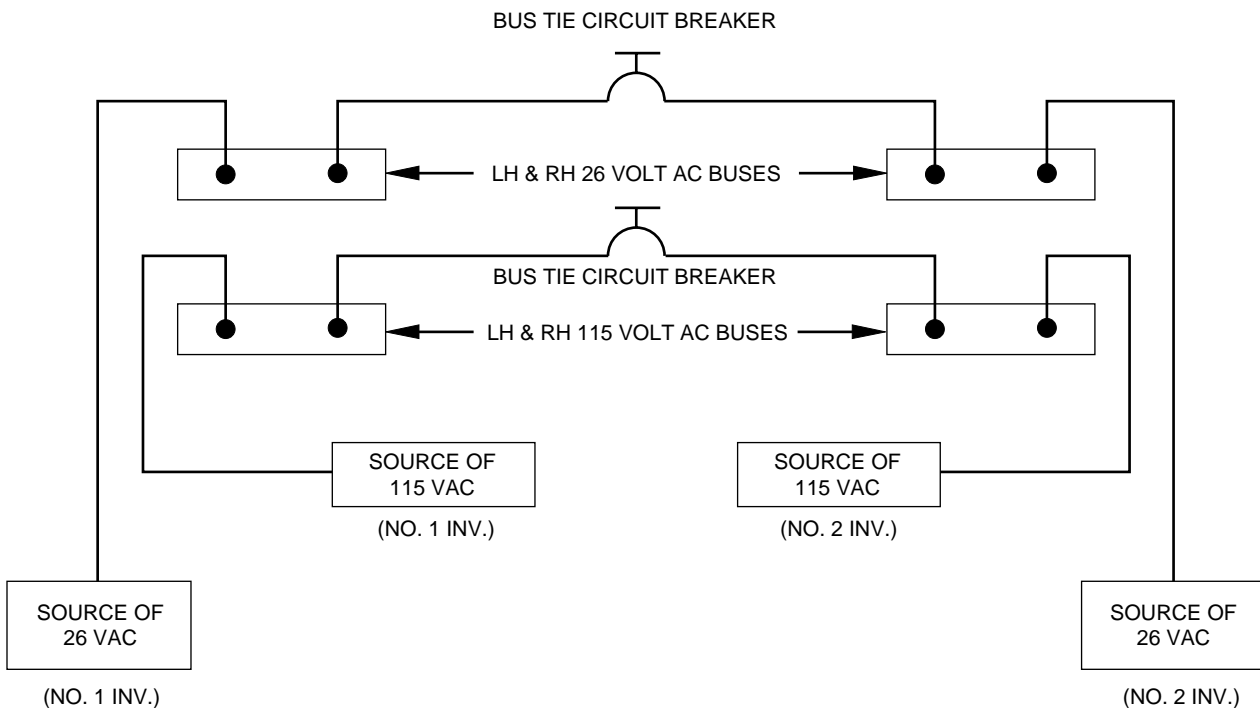 BUS TIE CIRCUIT BREAKER
LH & RH 26 VOLT AC BUSES
BUS TIE CIRCUIT BREAKER
LH & RH 115 VOLT AC BUSES
SOURCE OF
115 VAC
(NO. 1 INV.)
SOURCE OF
115 VAC
(NO. 2 INV.)
SOURCE OF
26 VAC
(NO. 1 INV.)
SOURCE OF
26 VAC
(NO. 2 INV.)